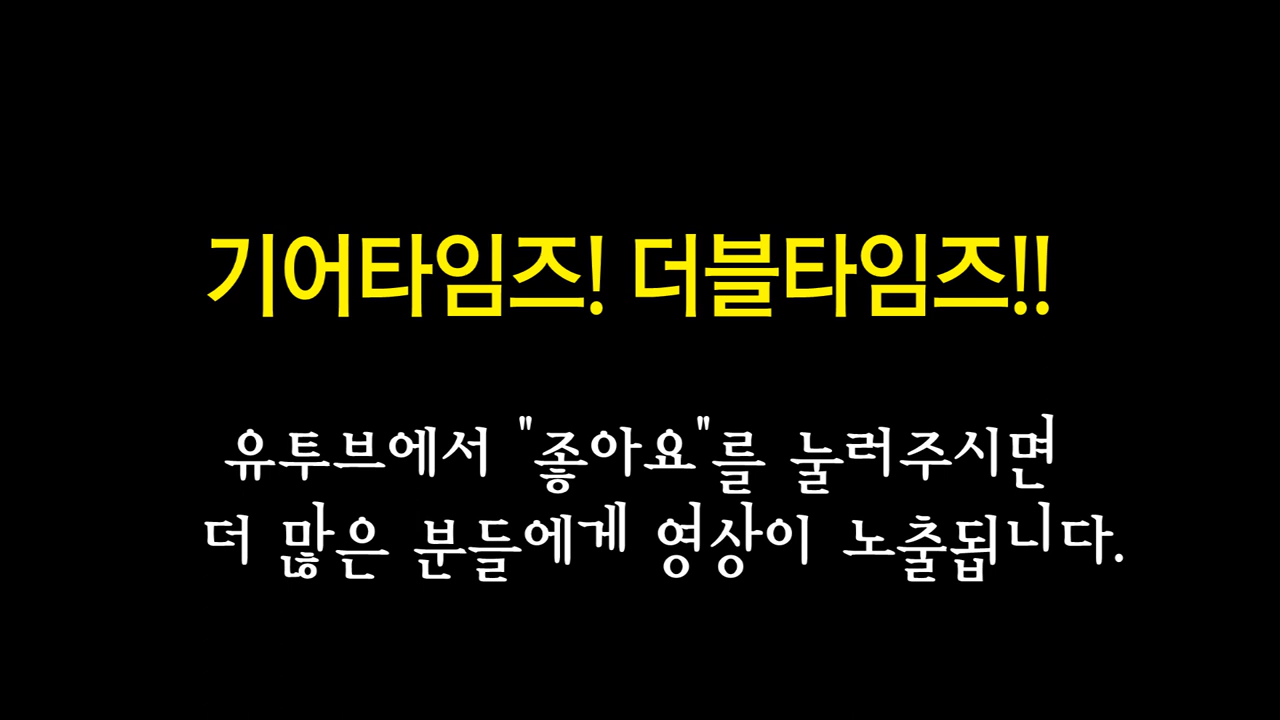 기어타임즈! 더블타임즈!!
유투브에서 "좋아요"를 눌러주시면
더 많은 분들에게 영상이 노출됩니다.